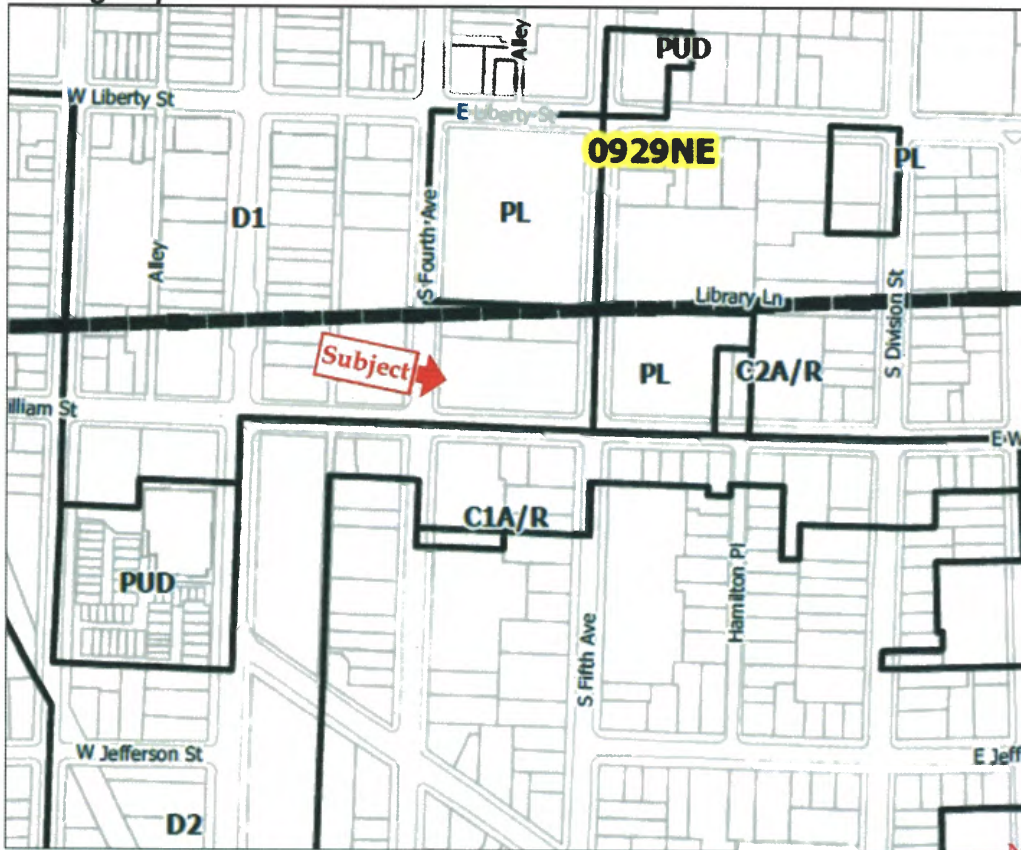 Alley
PUD
W Liberty St
E Liberty St
0929NE
PL
PL
S Fourth Ave
D1
Alley
Library Ln
S Division St
Subject
PL
C2A/R
illiam St
E W
C1A/R
PUD
Hamilton Pl
S Fifth Ave
W Jefferson St
E Jeff
D2